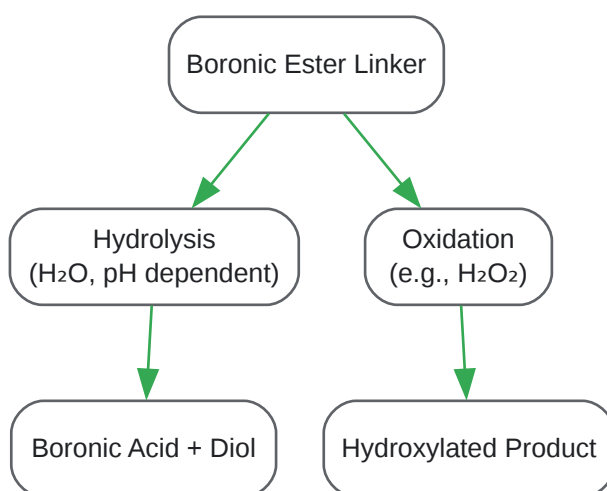 Boronic Ester Linker
Hydrolysis
(H₂O, pH dependent)
Oxidation
(e.g., H₂O₂)
Boronic Acid + Diol
Hydroxylated Product